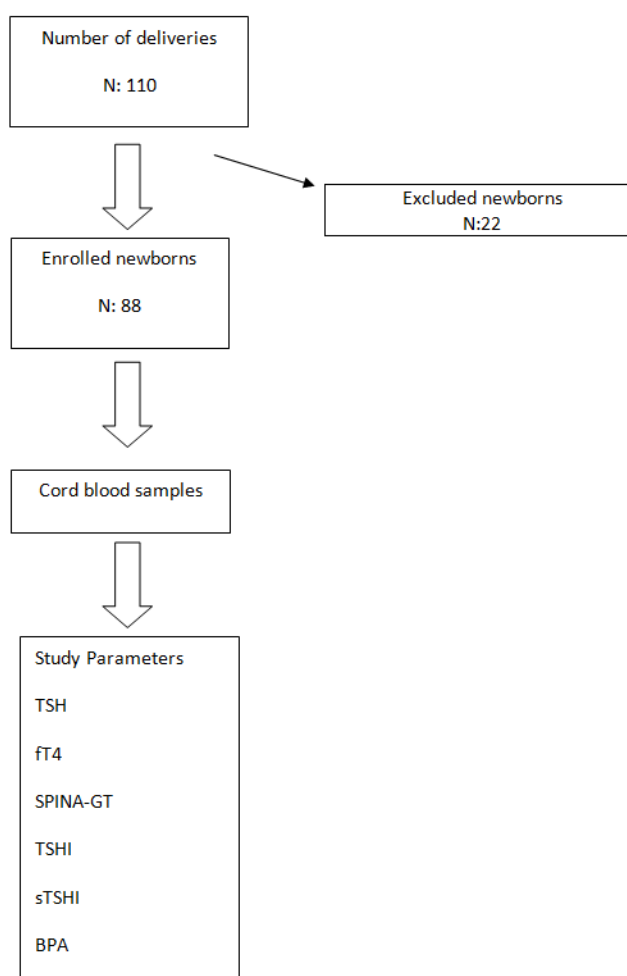 Number of deliveries
N: 110
Excluded newborns
N:22
Enrolled newborns
N: 88
Cord blood samples
Study Parameters
TSH
fT4
SPINA-GT
TSHI
sTSHI
BPA